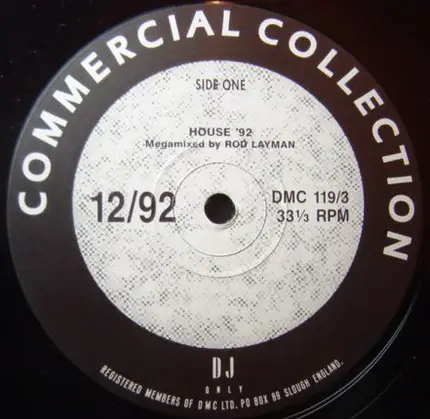 COMMERCIAL COLLECTION
SIDE ONE
HOUSE '92
Megamixed by ROD LAYMAN
12/92
DMC 119/3
33⅓ RPM
DJ
ONLY
REGISTERED MEMBERS OF DMC LTD. PO BOX 89 SLOUGH ENGLAND.